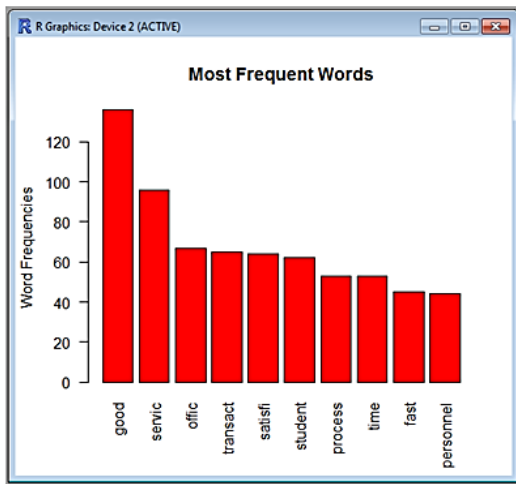 R Graphics: Device 2 (ACTIVE)
Most Frequent Words
Word Frequencies
120
100
80
60
40
20
0
good
servic
offic
transact
satisfi
student
process
time
fast
personnel